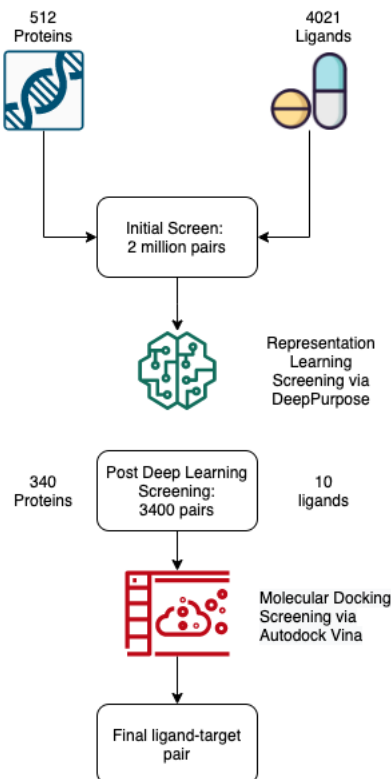 512
Proteins
4021
Ligands
Initial Screen:
2 million pairs
Representation
Learning
Screening via
DeepPurpose
340
Proteins
Post Deep Learning
Screening:
3400 pairs
10
ligands
Molecular Docking
Screening via
Autodock Vina
Final ligand-target
pair